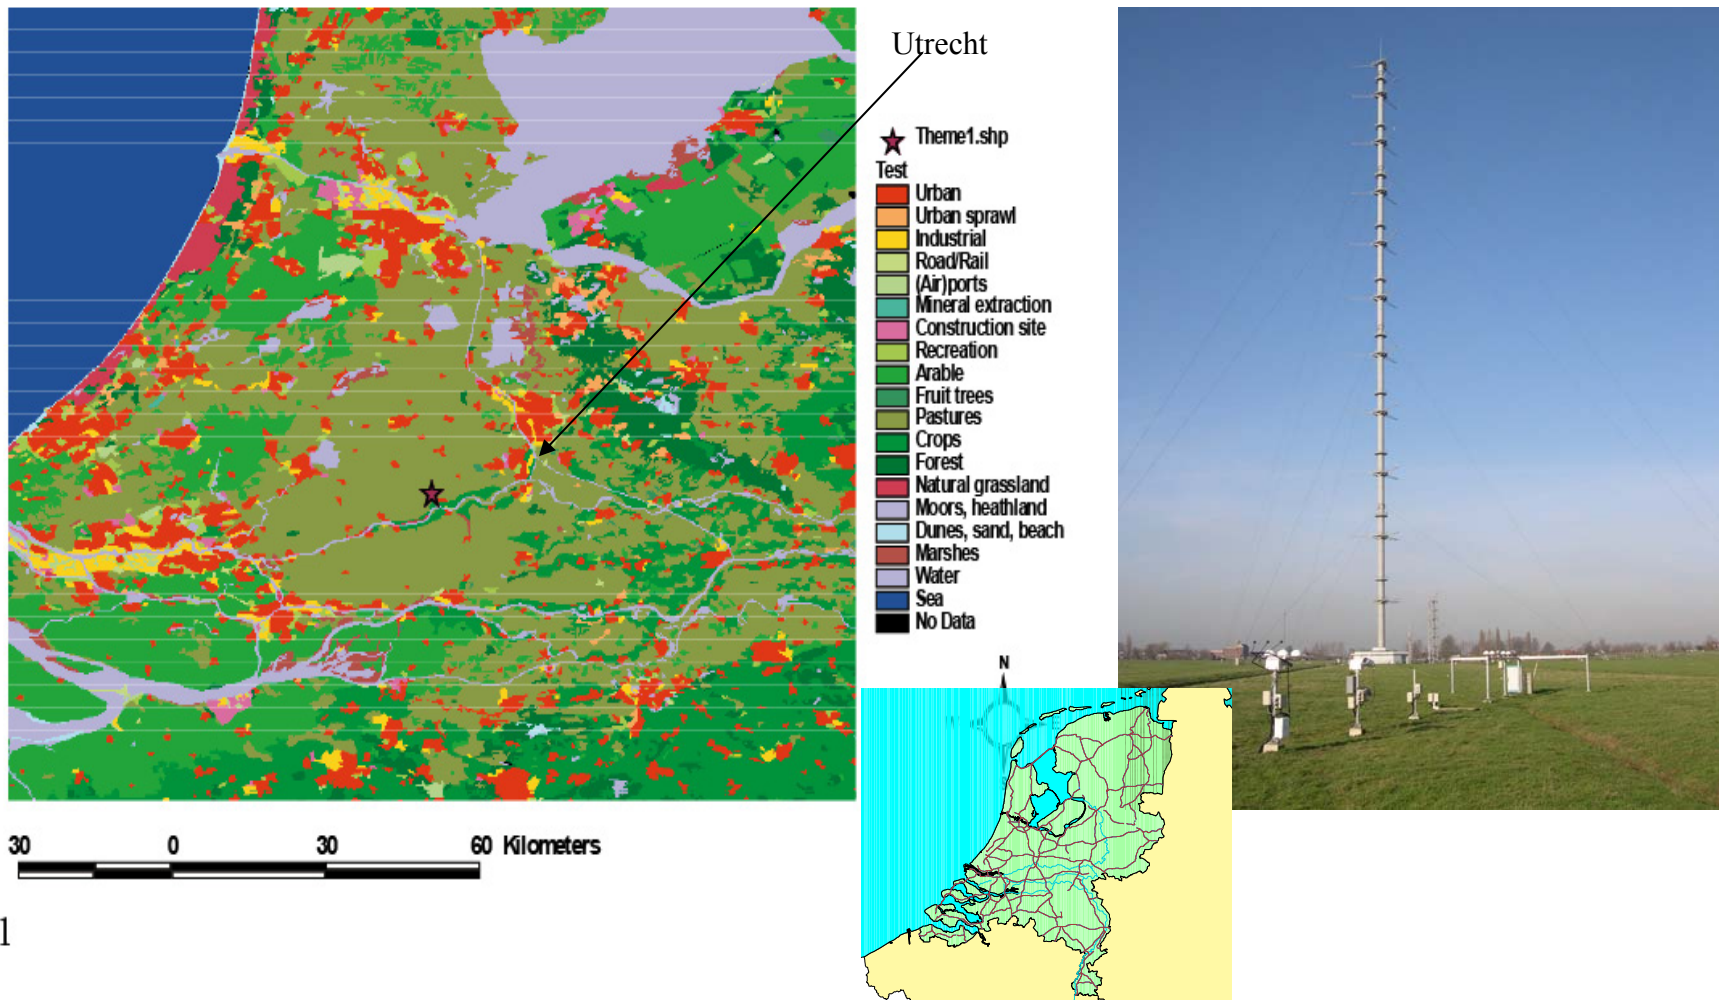 Utrecht
Theme1.shp
Test
Urban
Urban sprawl
Industrial
Road/Rail
(Air)ports
Mineral extraction
Construction site
Recreation
Arable
Fruit trees
Pastures
Crops
Forest
Natural grassland
Moors, heathland
Dunes, sand, beach
Marshes
Water
Sea
No Data
N
30 0 30 60 Kilometers
1